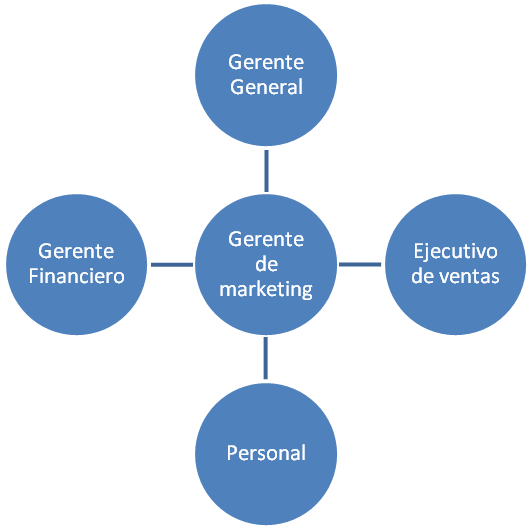 Gerente
General
Gerente
Financiero
Gerente
de
marketing
Ejecutivo
de ventas
Personal